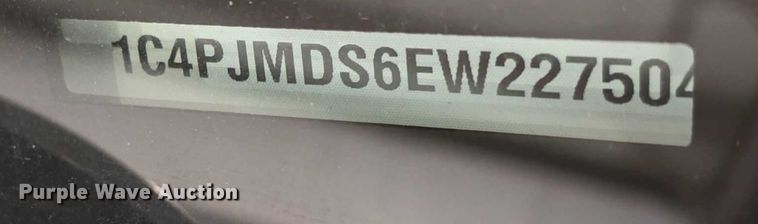 1C4PJMDS6EW227504
Purple Wave Auction